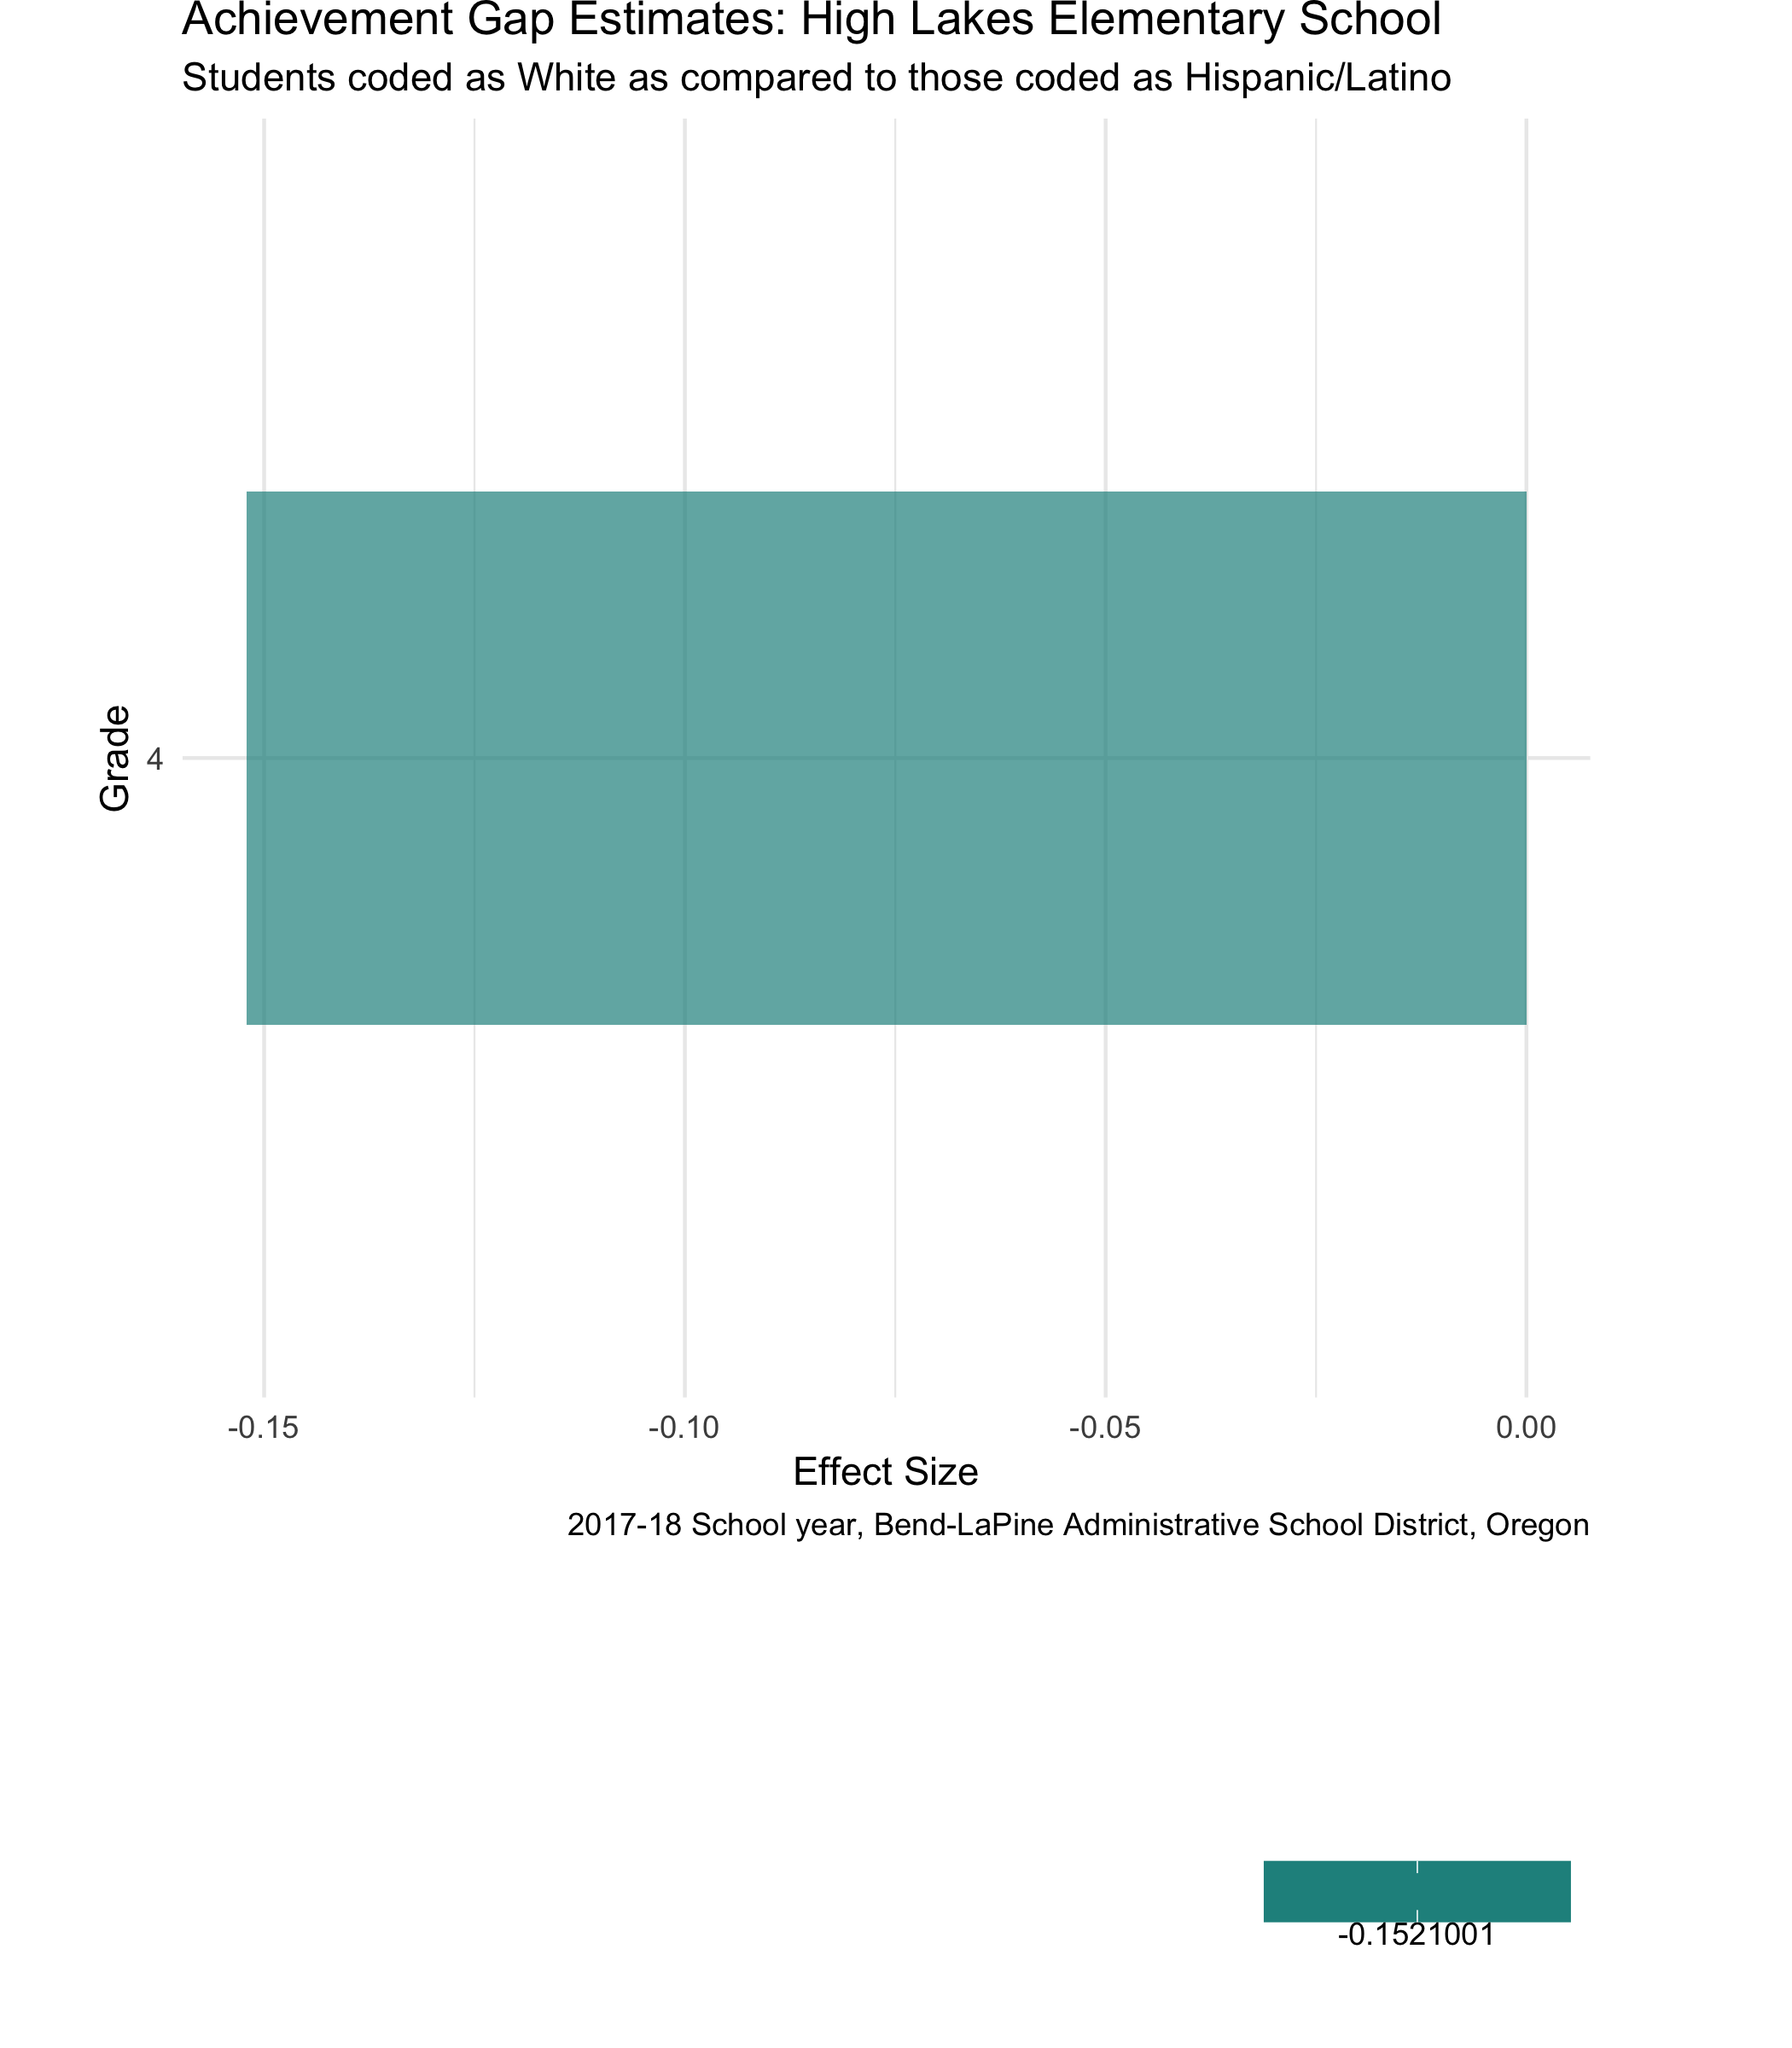 Achievement Gap Estimates: High Lakes Elementary School
Students coded as White as compared to those coded as Hispanic/Latino
Grade
4
-0.15
-0.10
-0.05
0.00
Effect Size
2017-18 School year, Bend-LaPine Administrative School District, Oregon
-0.1521001